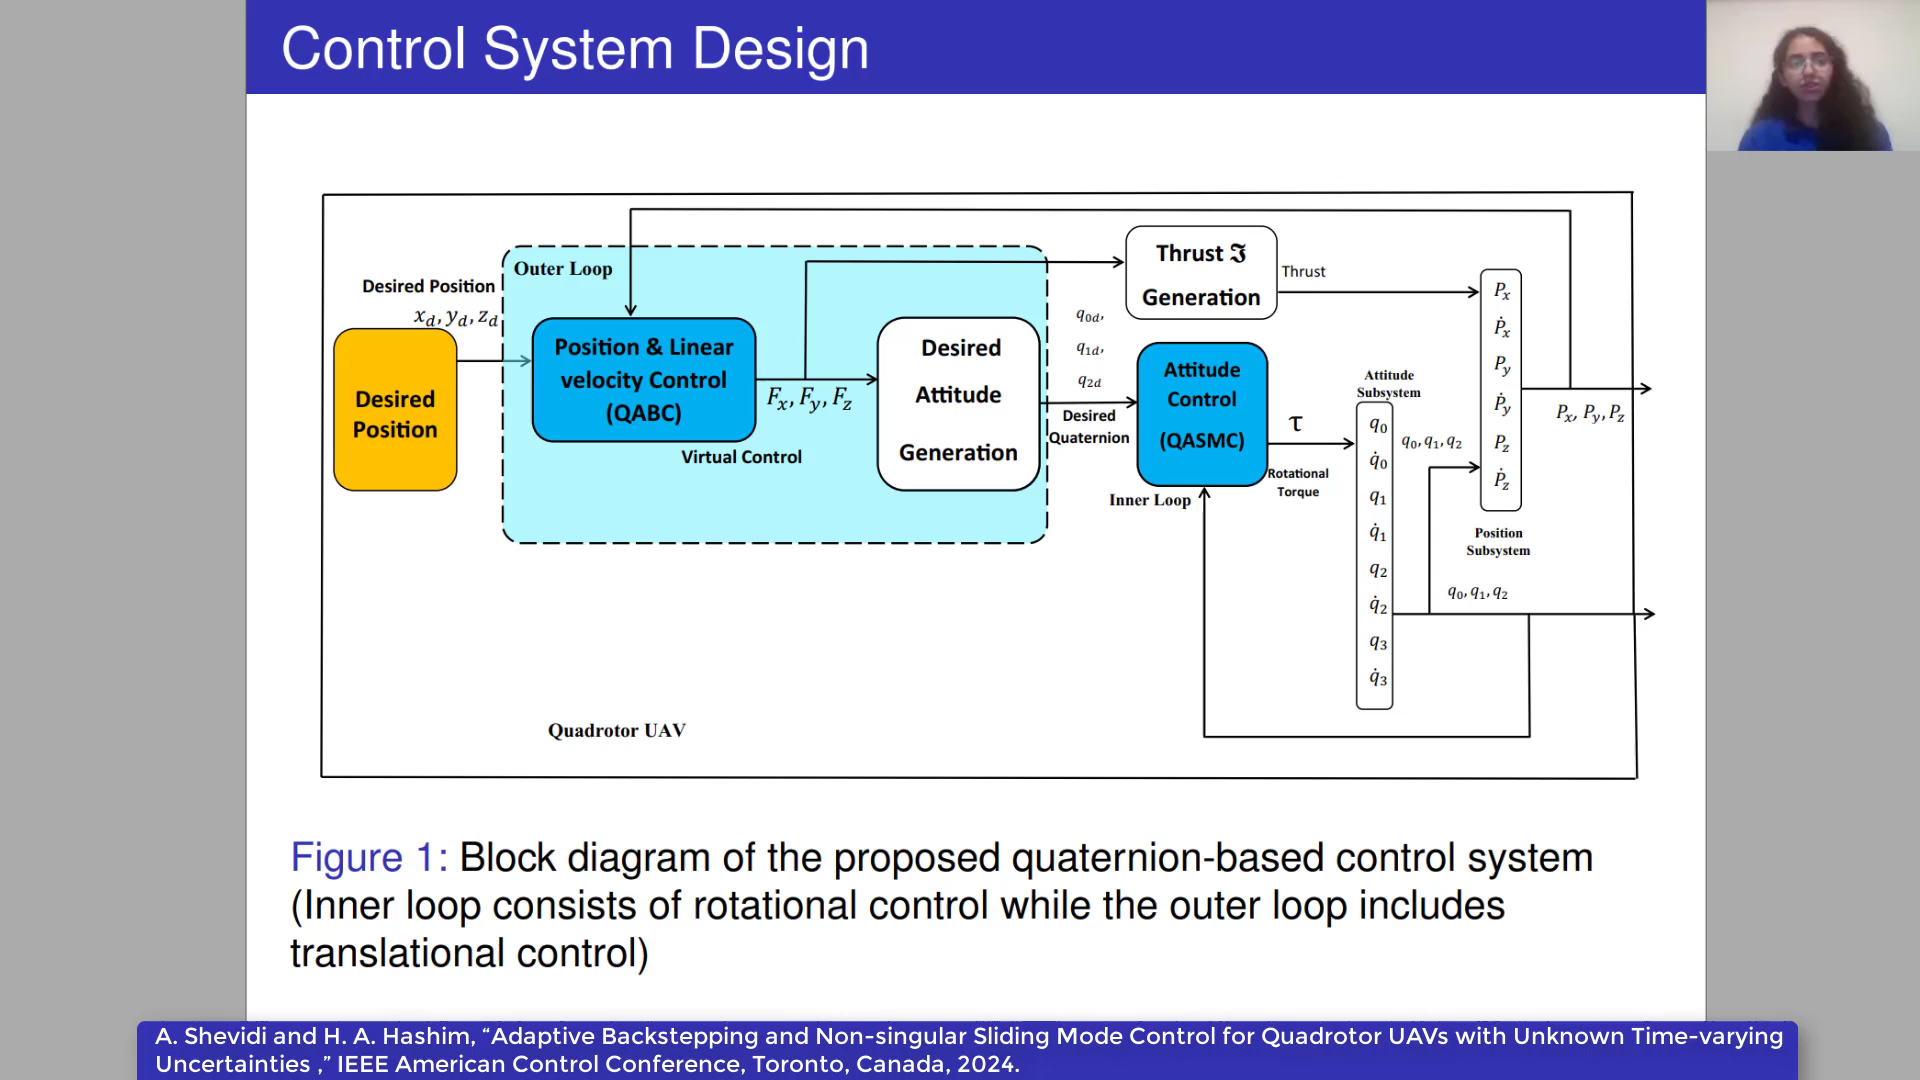 Control System Design
Outer Loop
Desired Position
x_d, y_d, z_d
Desired
Position
Position & Linear
velocity Control
(QABC)
F_x, F_y, F_z
Virtual Control
Desired
Attitude
Generation
Thrust ℑ
Generation
Thrust
q_0d,
q_1d,
q_2d
Desired
Quaternion
Attitude
Control
(QASMC)
Inner Loop
τ
Rotational
Torque
Attitude
Subsystem
q_0
q̇_0
q_1
q̇_1
q_2
q̇_2
q_3
q̇_3
q_0, q_1, q_2
P_x
Ṗ_x
P_y
Ṗ_y
P_z
Ṗ_z
Position
Subsystem
P_x, P_y, P_z
q_0, q_1, q_2
Quadrotor UAV
Figure 1: Block diagram of the proposed quaternion-based control system
(Inner loop consists of rotational control while the outer loop includes
translational control)
A. Shevidi and H. A. Hashim, “Adaptive Backstepping and Non-singular Sliding Mode Control for Quadrotor UAVs with Unknown Time-varying
Uncertainties ,” IEEE American Control Conference, Toronto, Canada, 2024.